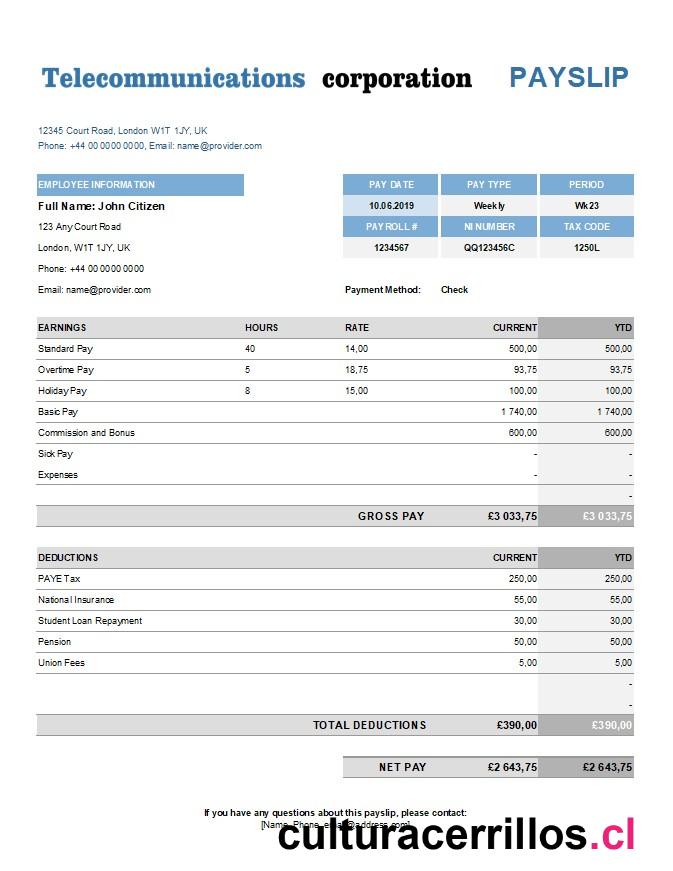 Telecommunications corporation PAYSLIP
12345 Court Road, London W1T 1JY, UK
Phone: +44 00 0000 0000, Email: name@provider.com
EMPLOYEE INFORMATION PAY DATE PAY TYPE PERIOD
Full Name: John Citizen 10.06.2019 Weekly Wk23
123 Any Court Road PAYROLL # NI NUMBER TAX CODE
London, W1T 1JY, UK 1234567 QQ123456C 1250L
Phone: +44 00 0000 0000
Email: name@provider.com Payment Method: Check
EARNINGS HOURS RATE CURRENT YTD
Standard Pay 40 14,00 500,00 500,00
Overtime Pay 5 18,75 93,75 93,75
Holiday Pay 8 15,00 100,00 100,00
Basic Pay 1 740,00 1 740,00
Commission and Bonus 600,00 600,00
Sick Pay - -
Expenses - -
-
GROSS PAY £3 033,75 £3 033,75
DEDUCTIONS CURRENT YTD
PAYE Tax 250,00 250,00
National Insurance 55,00 55,00
Student Loan Repayment 30,00 30,00
Pension 50,00 50,00
Union Fees 5,00 5,00
-
-
TOTAL DEDUCTIONS £390,00 £390,00
NET PAY £2 643,75 £2 643,75
If you have any questions about this payslip, please contact:
[Name, Phone, email@address.com]
culturacerrillos.cl